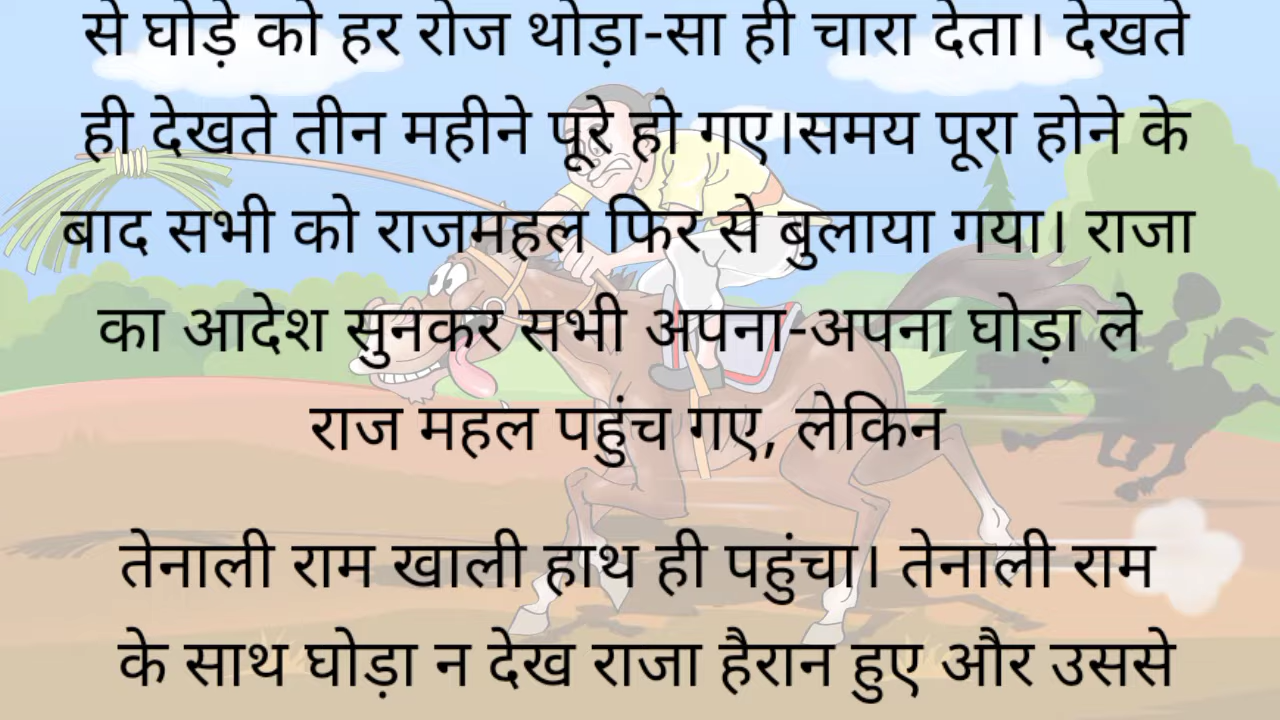 से घोड़े को हर रोज थोड़ा-सा ही चारा देता। देखते
ही देखते तीन महीने पूरे हो गए।समय पूरा होने के
बाद सभी को राजमहल फिर से बुलाया गया। राजा
का आदेश सुनकर सभी अपना-अपना घोड़ा ले
राज महल पहुंच गए, लेकिन
तेनाली राम खाली हाथ ही पहुंचा। तेनाली राम
के साथ घोड़ा न देख राजा हैरान हुए और उससे